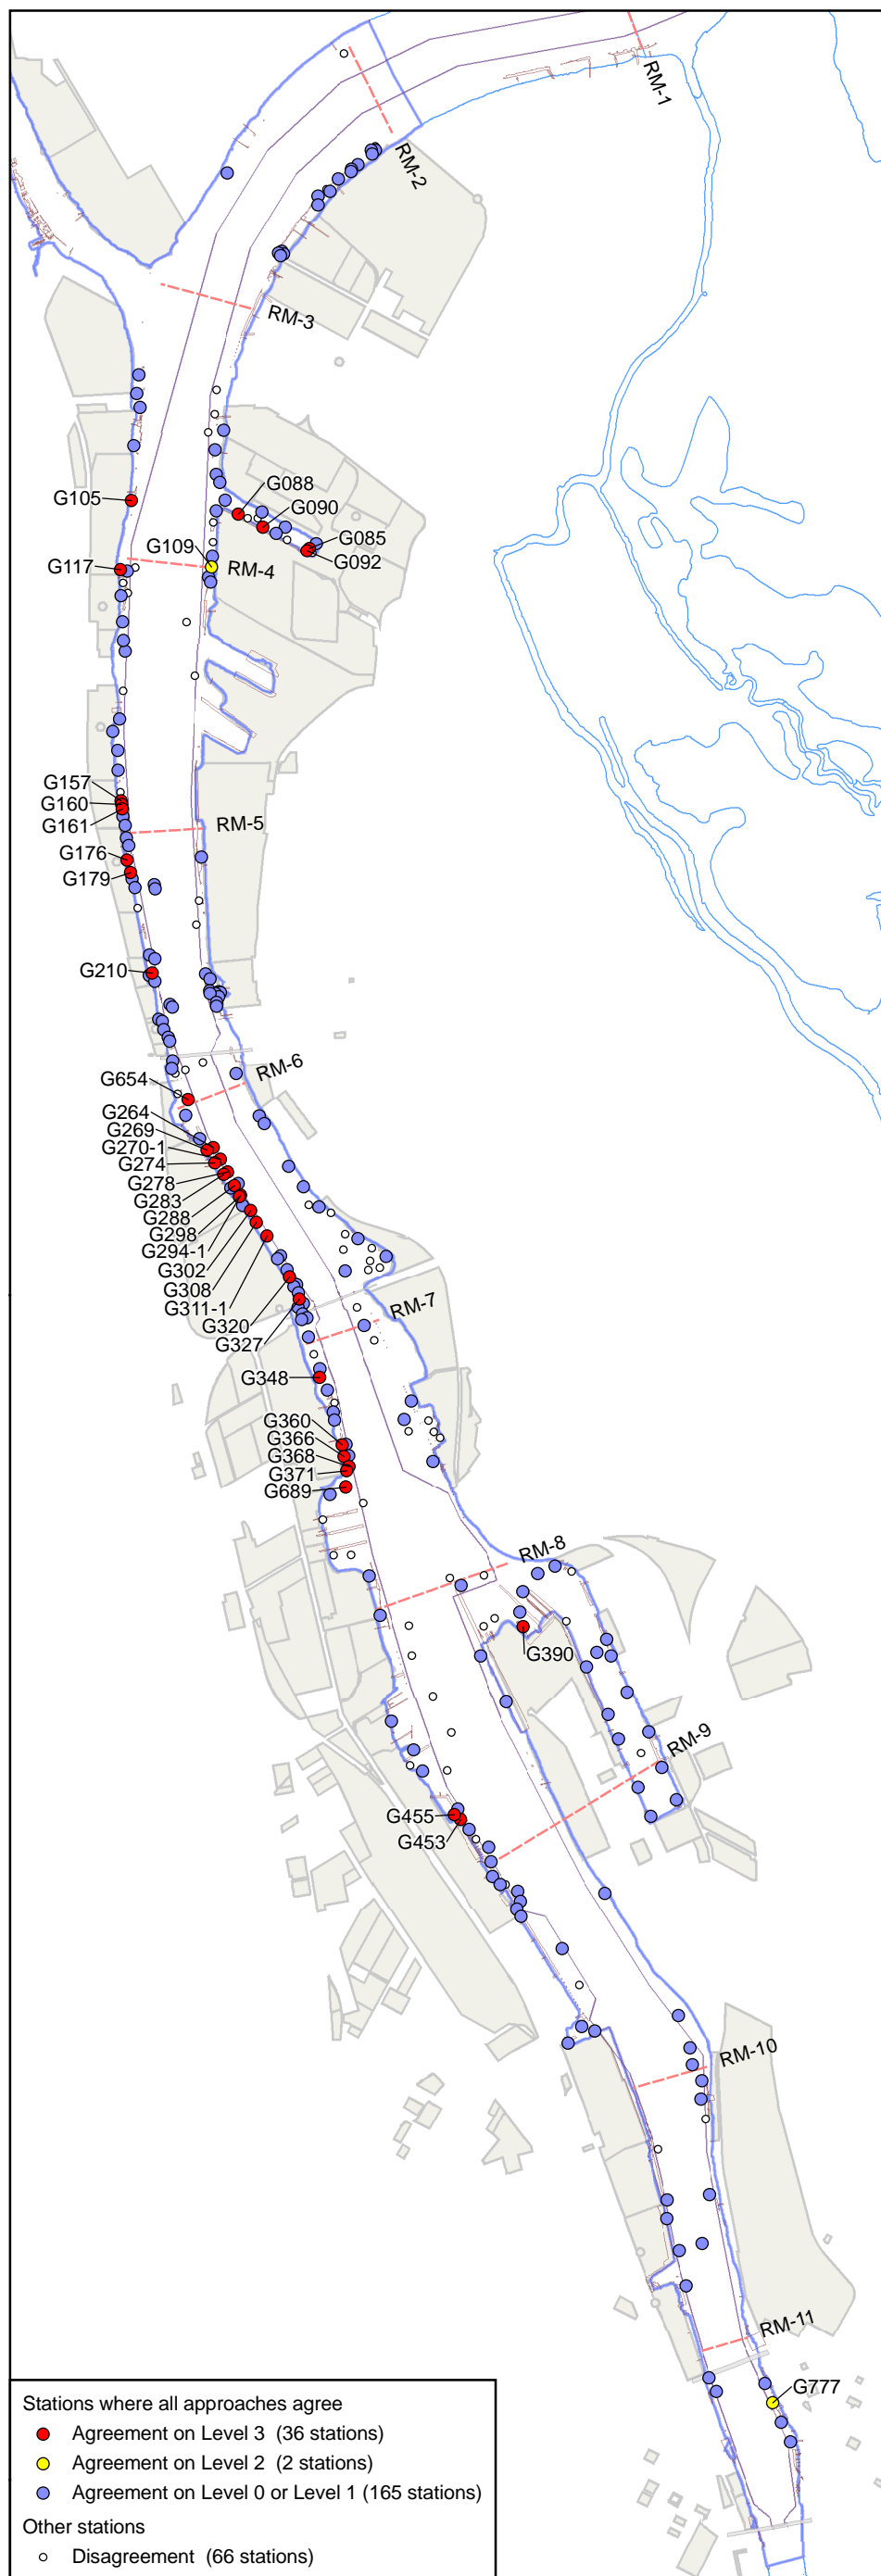 RM-1
RM-2
RM-3
G088
G090
G105
G085
G109
G092
G117
RM-4
G157
G160
RM-5
G161
G176
G179
G210
RM-6
G654
G264
G269
G270-1
G274
G278
G283
G288
G298
G294-1
G302
G308
RM-7
G311-1
G320
G327
G348
G360
G366
G368
G371
G689
RM-8
G390
RM-9
G455
G453
RM-10
RM-11
G777
Stations where all approaches agree
Agreement on Level 3 (36 stations)
Agreement on Level 2 (2 stations)
Agreement on Level 0 or Level 1 (165 stations)
Other stations
Disagreement (66 stations)